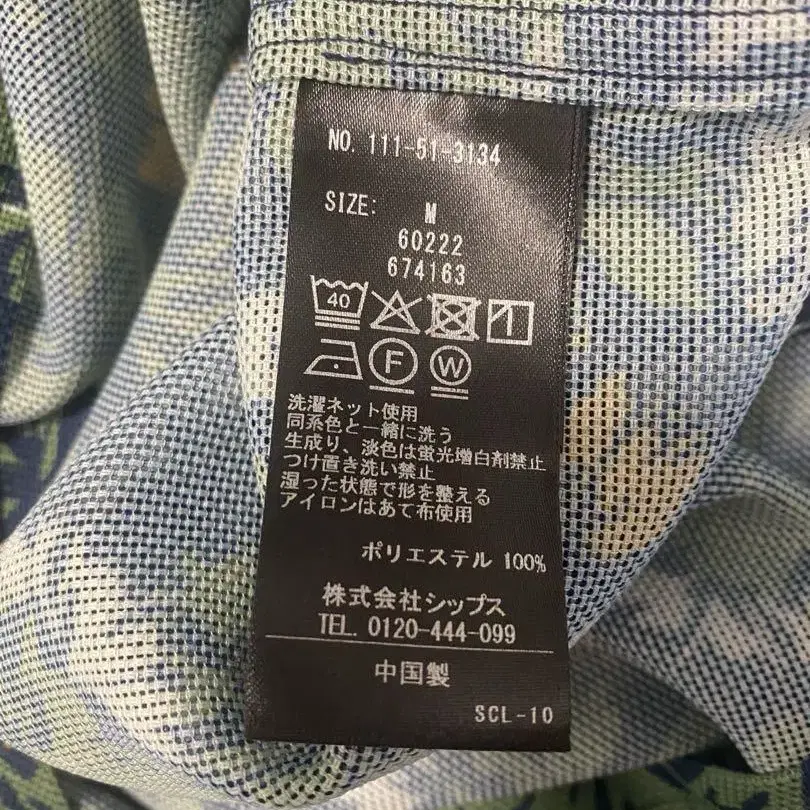 NO. 111-51-3134
SIZE: M
60222
674163
40
F W
洗濯ネット使用
同系色と一緒に洗う
生成り、淡色は蛍光増白剤禁止
つけ置き洗い禁止
湿った状態で形を整える
アイロンはあて布使用
ポリエステル 100%
株式会社シップス
TEL. 0120-444-099
中国製
SCL-10